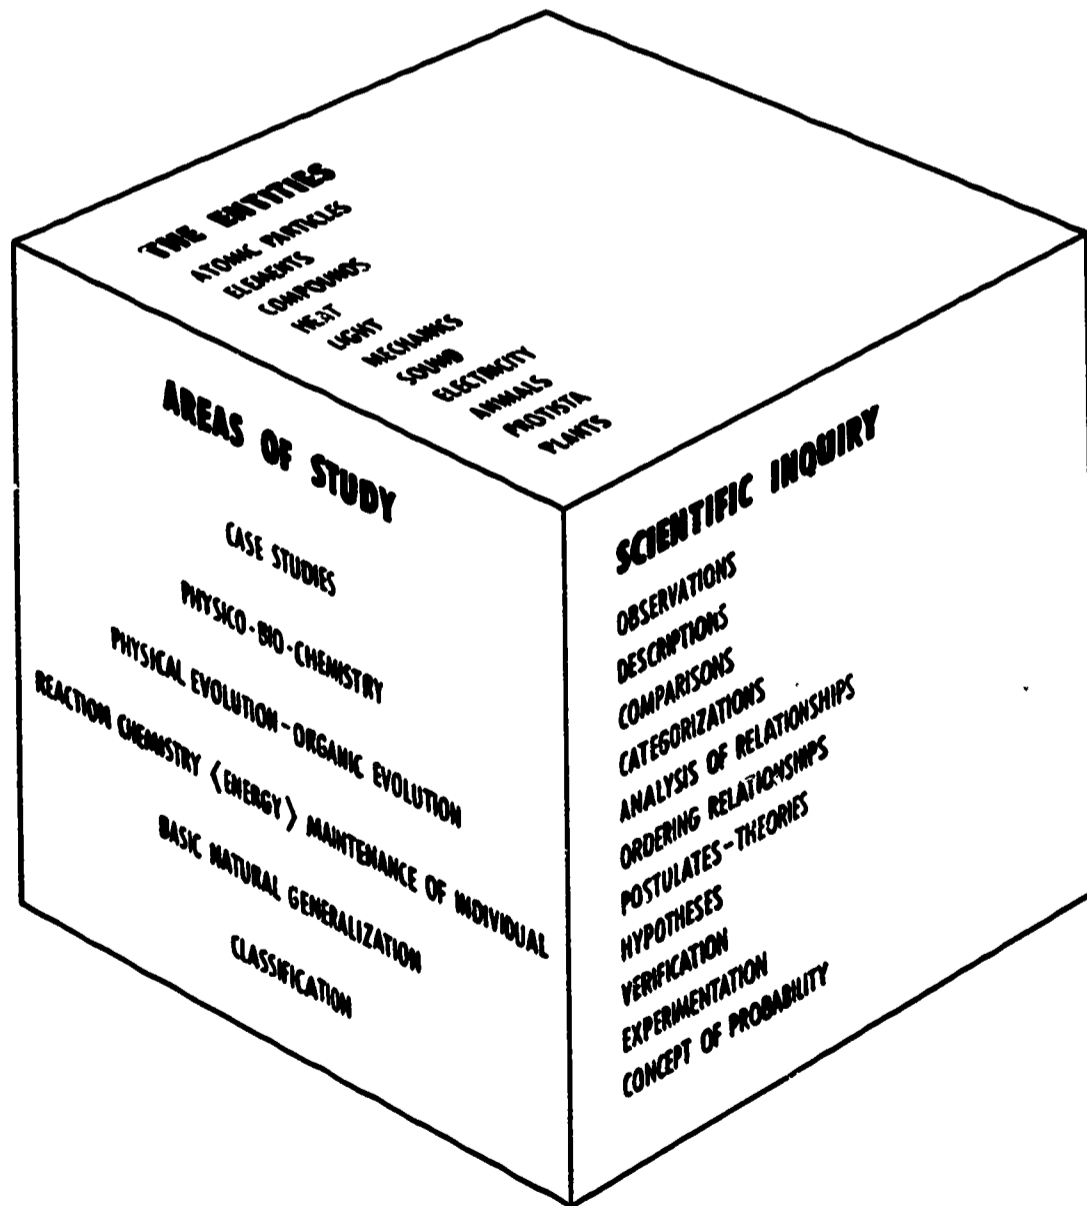 THE ENTITIES
ATOMIC PARTICLES
ELEMENTS
COMPOUNDS
HEAT
LIGHT
MECHANICS
SOUND
ELECTRICITY
ANIMALS
PROTISTA
PLANTS
AREAS OF STUDY
CASE STUDIES
PHYSICO-BIO-CHEMISTRY
PHYSICAL EVOLUTION-ORGANIC EVOLUTION
REACTION CHEMISTRY <ENERGY> MAINTENANCE OF INDIVIDUAL
BASIC NATURAL GENERALIZATION
CLASSIFICATION
SCIENTIFIC INQUIRY
OBSERVATIONS
DESCRIPTIONS
COMPARISONS
CATEGORIZATIONS
ANALYSIS OF RELATIONSHIPS
ORDERING RELATIONSHIPS
POSTULATES-THEORIES
HYPOTHESES
VERIFICATION
EXPERIMENTATION
CONCEPT OF PROBABILITY